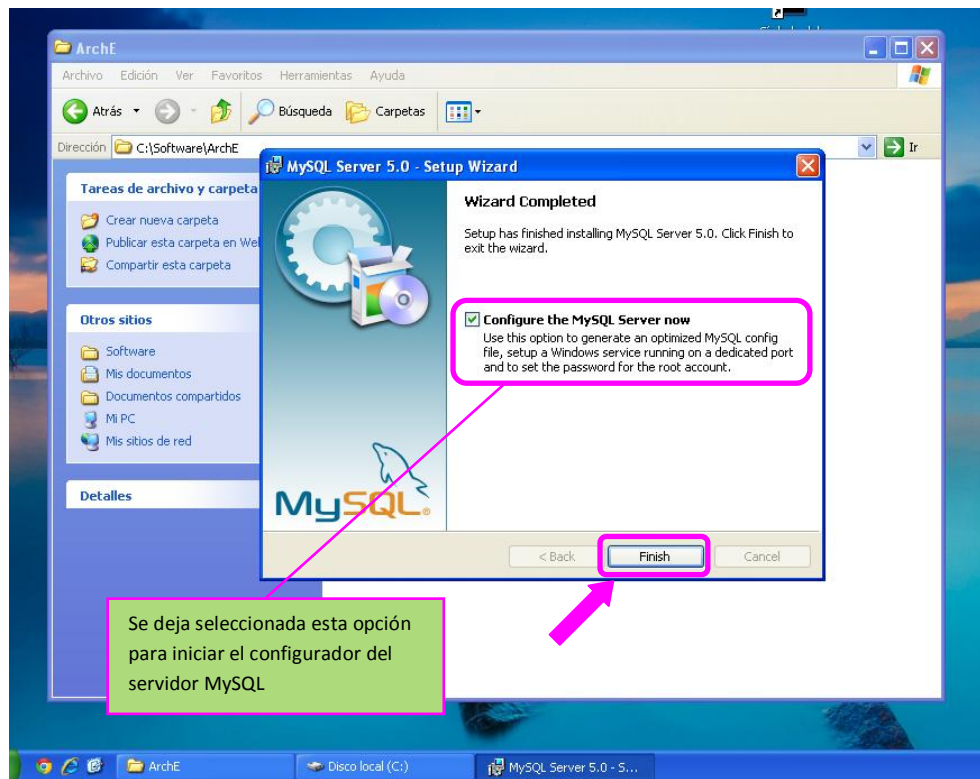 ArchE
Archivo Edición Ver Favoritos Herramientas Ayuda
Atrás Búsqueda Carpetas
Dirección C:\Software\ArchE Ir
Tareas de archivo y carpeta
Crear nueva carpeta
Publicar esta carpeta en Web
Compartir esta carpeta
Otros sitios
Software
Mis documentos
Documentos compartidos
Mi PC
Mis sitios de red
Detalles
MySQL Server 5.0 - Setup Wizard
Wizard Completed
Setup has finished installing MySQL Server 5.0. Click Finish to
exit the wizard.
Configure the MySQL Server now
Use this option to generate an optimized MySQL config
file, setup a Windows service running on a dedicated port
and to set the password for the root account.
MySQL®
< Back Finish Cancel
Se deja seleccionada esta opción
para iniciar el configurador del
servidor MySQL
ArchE Disco local (C:) MySQL Server 5.0 - S...